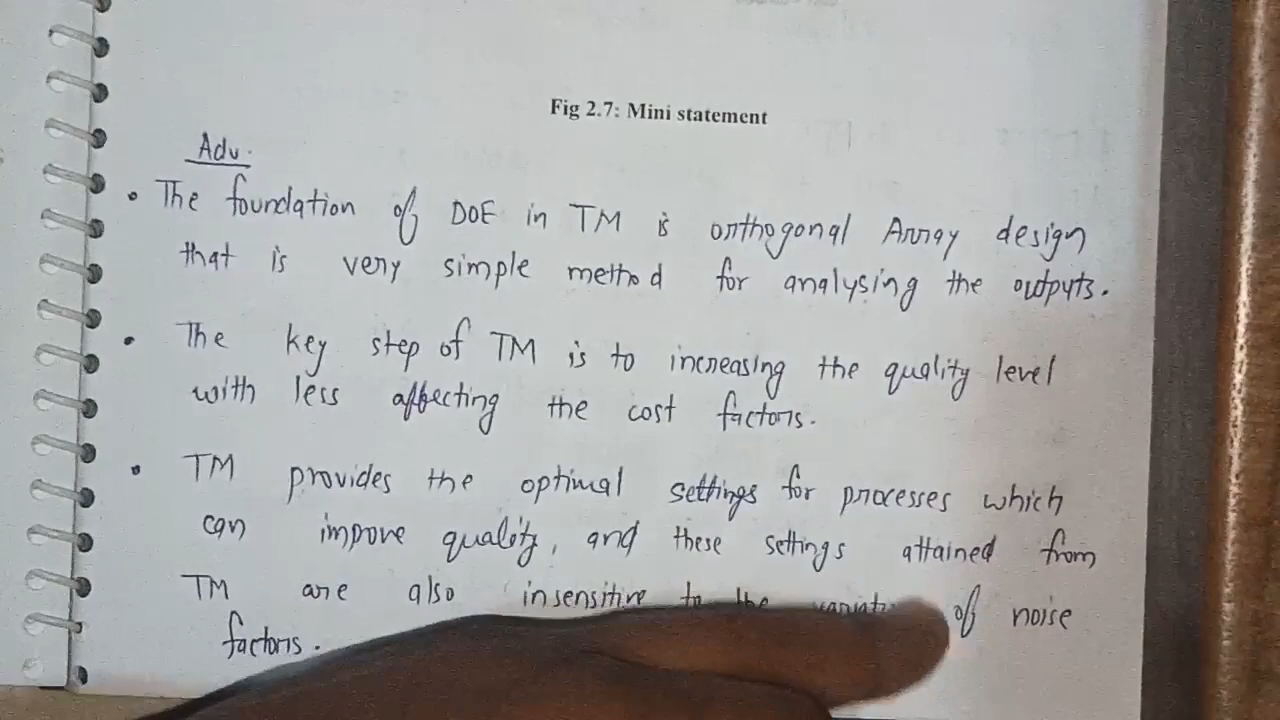 Fig 2.7: Mini statement
Adv.
• The foundation of DOE in TM is orthogonal Array design
that is very simple method for analysing the outputs.
• The key step of TM is to increasing the quality level
with less affecting the cost factors.
• TM provides the optimal settings for processes which
can improve quality, and these settings attained from
TM are also insensitive to the of noise
factors.